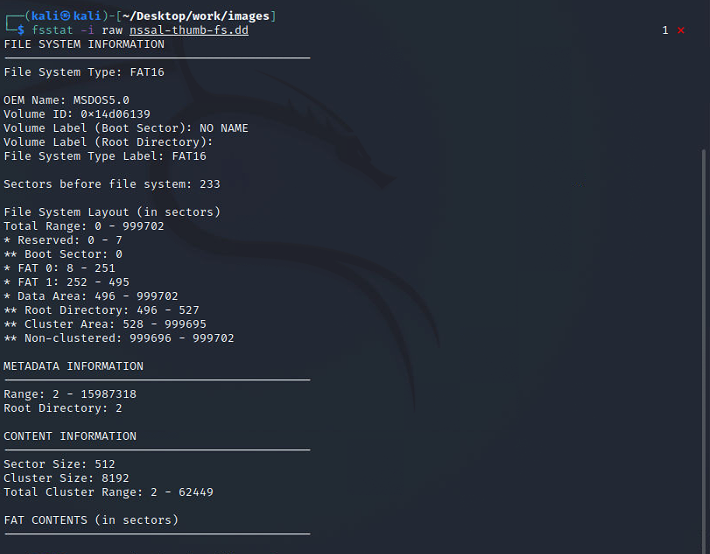 ┌──(kali㉿kali)-[~/Desktop/work/images]
└─$ fsstat -i raw nssal-thumb-fs.dd 1 ⨯
FILE SYSTEM INFORMATION
--------------------------------------------
File System Type: FAT16
OEM Name: MSDOS5.0
Volume ID: 0×14d06139
Volume Label (Boot Sector): NO NAME
Volume Label (Root Directory):
File System Type Label: FAT16
Sectors before file system: 233
File System Layout (in sectors)
Total Range: 0 - 999702
* Reserved: 0 - 7
** Boot Sector: 0
* FAT 0: 8 - 251
* FAT 1: 252 - 495
* Data Area: 496 - 999702
** Root Directory: 496 - 527
** Cluster Area: 528 - 999695
** Non-clustered: 999696 - 999702
METADATA INFORMATION
--------------------------------------------
Range: 2 - 15987318
Root Directory: 2
CONTENT INFORMATION
--------------------------------------------
Sector Size: 512
Cluster Size: 8192
Total Cluster Range: 2 - 62449
FAT CONTENTS (in sectors)
--------------------------------------------